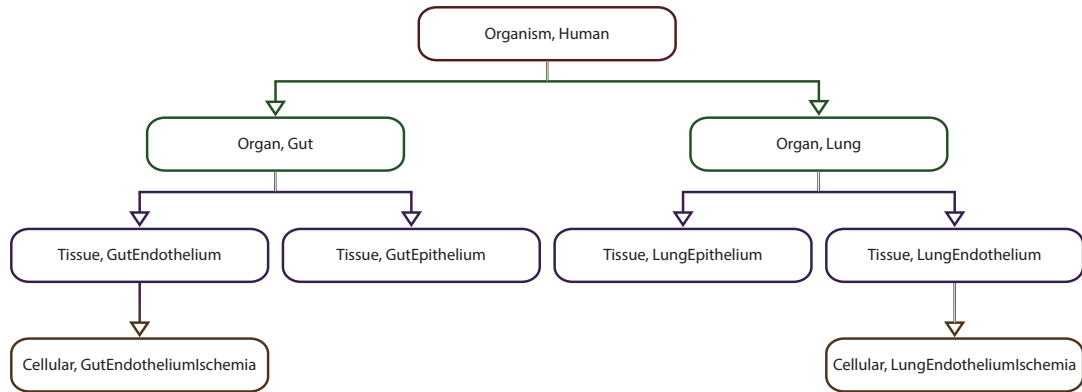 Organism, Human
Organ, Gut
Organ, Lung
Tissue, GutEndothelium
Tissue, GutEpithelium
Tissue, LungEpithelium
Tissue, LungEndothelium
Cellular, GutEndotheliumIschemia
Cellular, LungEndotheliumIschemia